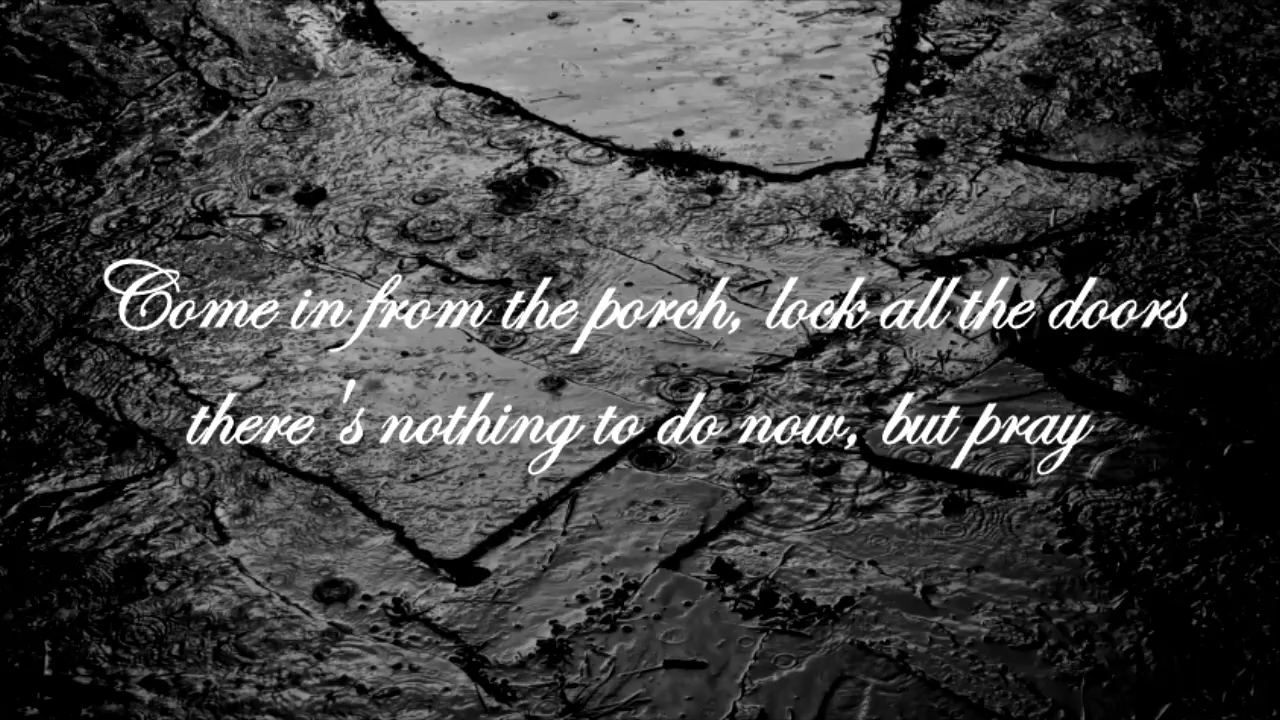 Come in from the porch, lock all the doors
there's nothing to do now, but pray